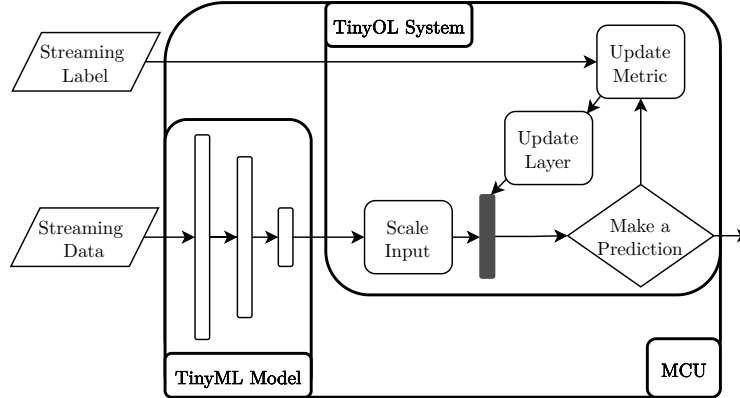 TinyOL System
Streaming
Label
Update
Metric
Update
Layer
Streaming
Data
Scale
Input
Make a
Prediction
TinyML Model
MCU